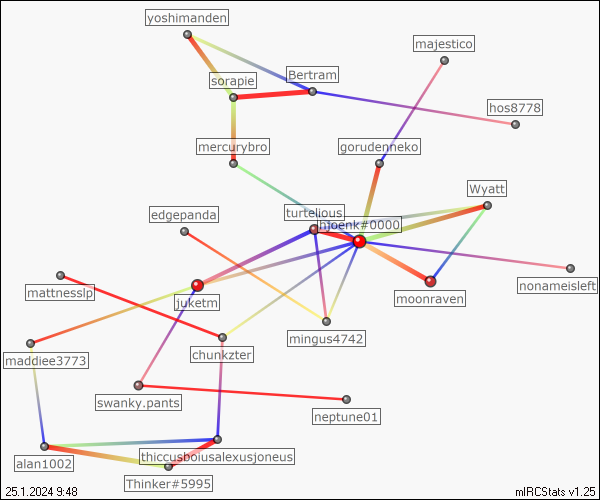 yoshimanden
majestico
sorapie
Bertram
hos8778
mercurybro
gorudenneko
Wyatt
edgepanda
turtelious
hjoenk#0000
mattnesslp
juketm
moonraven
nonameisleft
maddiee3773
chunkzter
mingus4742
swanky.pants
neptune01
alan1002
thiccusboiusalexusjoneus
Thinker#5995
25.1.2024 9:48
mIRCStats v1.25